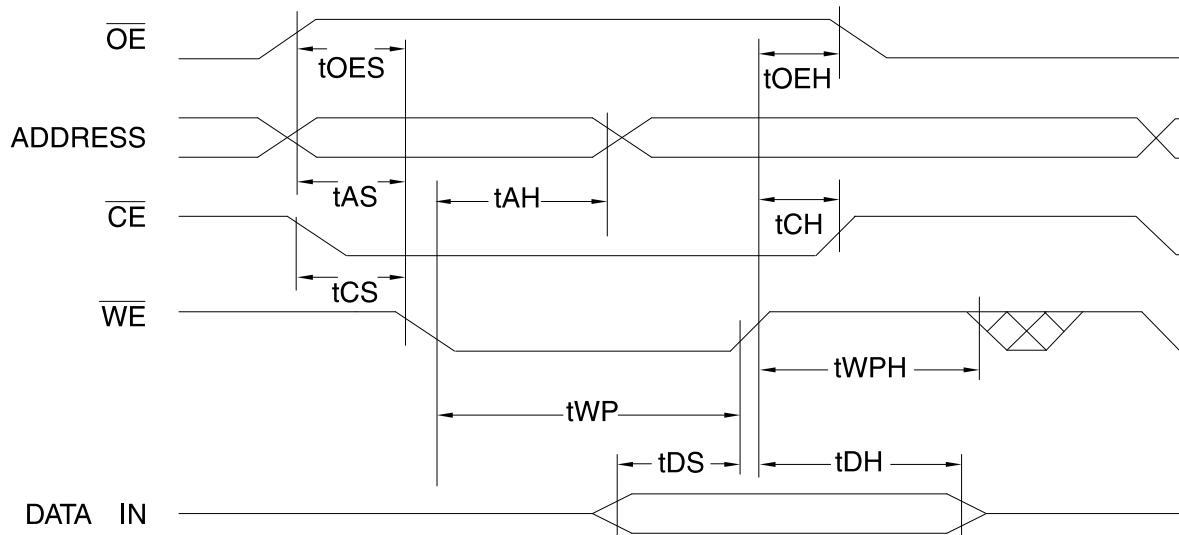 OE
tOES
tOEH
ADDRESS
tAS
tAH
CE
tCH
tCS
WE
tWPH
tWP
tDS
tDH
DATA IN